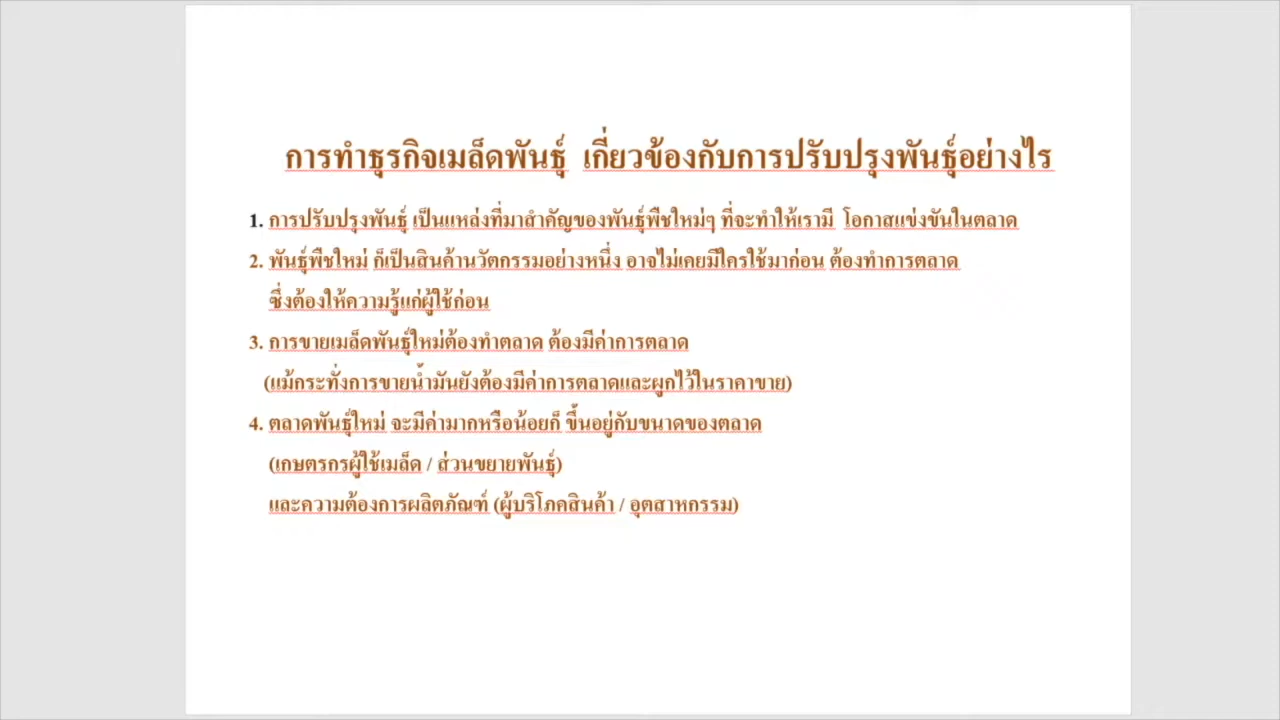 การทำธุรกิจเมล็ดพันธุ์ เกี่ยวข้องกับการปรับปรุงพันธุ์อย่างไร
1. การปรับปรุงพันธุ์ เป็นแหล่งที่มาสำคัญของพันธุ์พืชใหม่ๆ ที่จะทำให้เรามี โอกาสแข่งขันในตลาด
2. พันธุ์พืชใหม่ ก็เป็นสินค้านวัตกรรมอย่างหนึ่ง อาจไม่เคยมีใครใช้มาก่อน ต้องทำการตลาด
ซึ่งต้องให้ความรู้แก่ผู้ใช้ก่อน
3. การขายเมล็ดพันธุ์ใหม่ต้องทำตลาด ต้องมีค่าการตลาด
(แม้กระทั่งการขายน้ำมันยังต้องมีค่าการตลาดและผูกไว้ในราคาขาย)
4. ตลาดพันธุ์ใหม่ จะมีค่ามากหรือน้อยก็ ขึ้นอยู่กับขนาดของตลาด
(เกษตรกรผู้ใช้เมล็ด / ส่วนขยายพันธุ์)
และความต้องการผลิตภัณฑ์ (ผู้บริโภคสินค้า / อุตสาหกรรม)